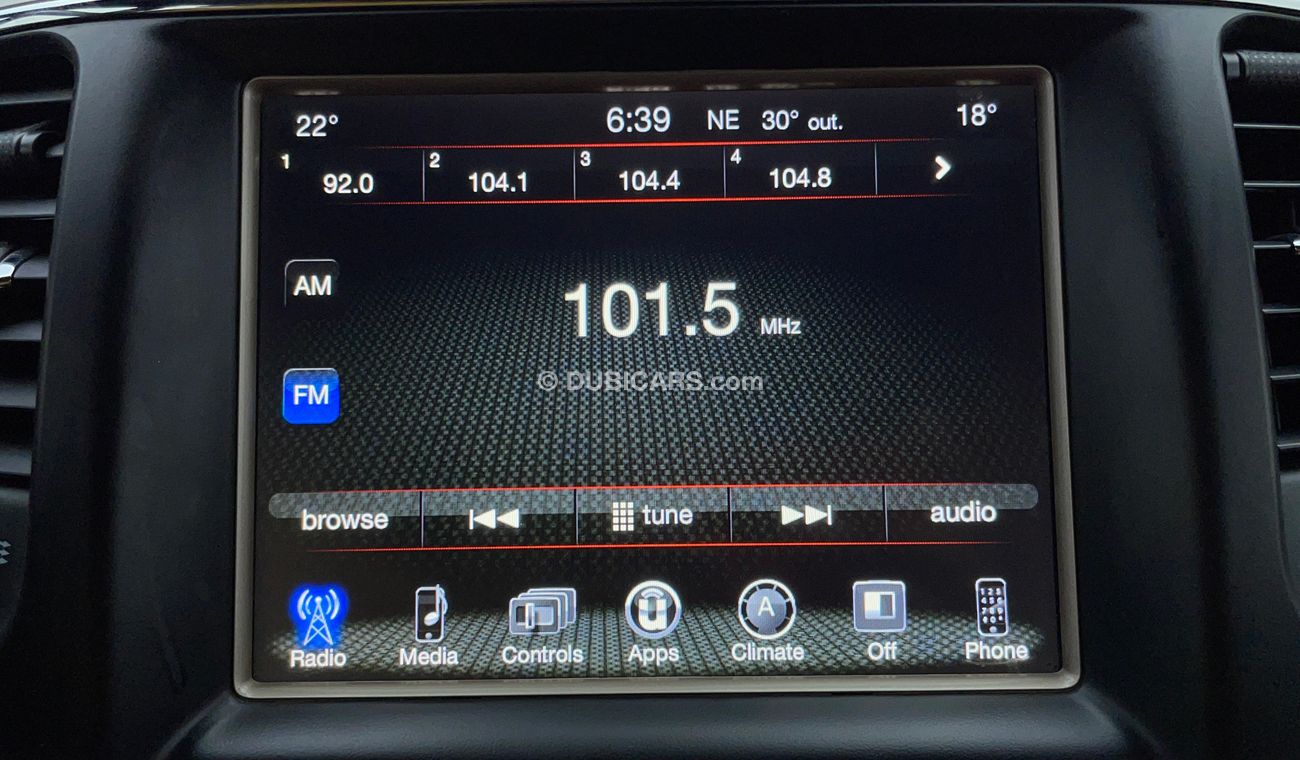 22° 6:39 NE 30° out. 18°
1 92.0 2 104.1 3 104.4 4 104.8
AM
101.5 MHz
© DUBICARS.com
FM
browse tune audio
Radio Media Controls Apps Climate Off Phone